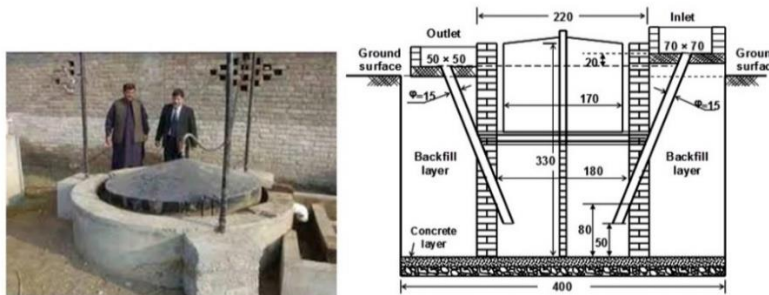 220
Inlet
Outlet
Ground
surface
50 × 50
70 × 70
Ground
surface
20
φ=15
170
φ=15
Backfill
layer
330
180
Backfill
layer
80
50
Concrete
layer
400